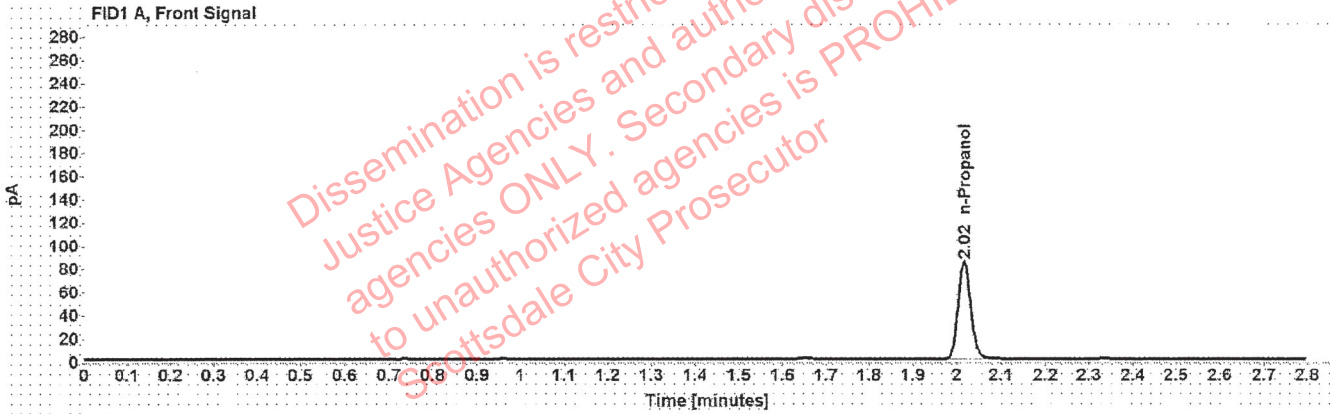 FID1 A, Front Signal
280
260
240
220
200
180
160
140
120
100
80
60
40
20
0
pA
2.02 n-Propanol
0 0.1 0.2 0.3 0.4 0.5 0.6 0.7 0.8 0.9 1 1.1 1.2 1.3 1.4 1.5 1.6 1.7 1.8 1.9 2 2.1 2.2 2.3 2.4 2.5 2.6 2.7 2.8
Time [minutes]
Dissemination is
Justice Agencies and
agencies ONLY. Secondary
to unauthorized agencies is
Scottsdale City Prosecutor